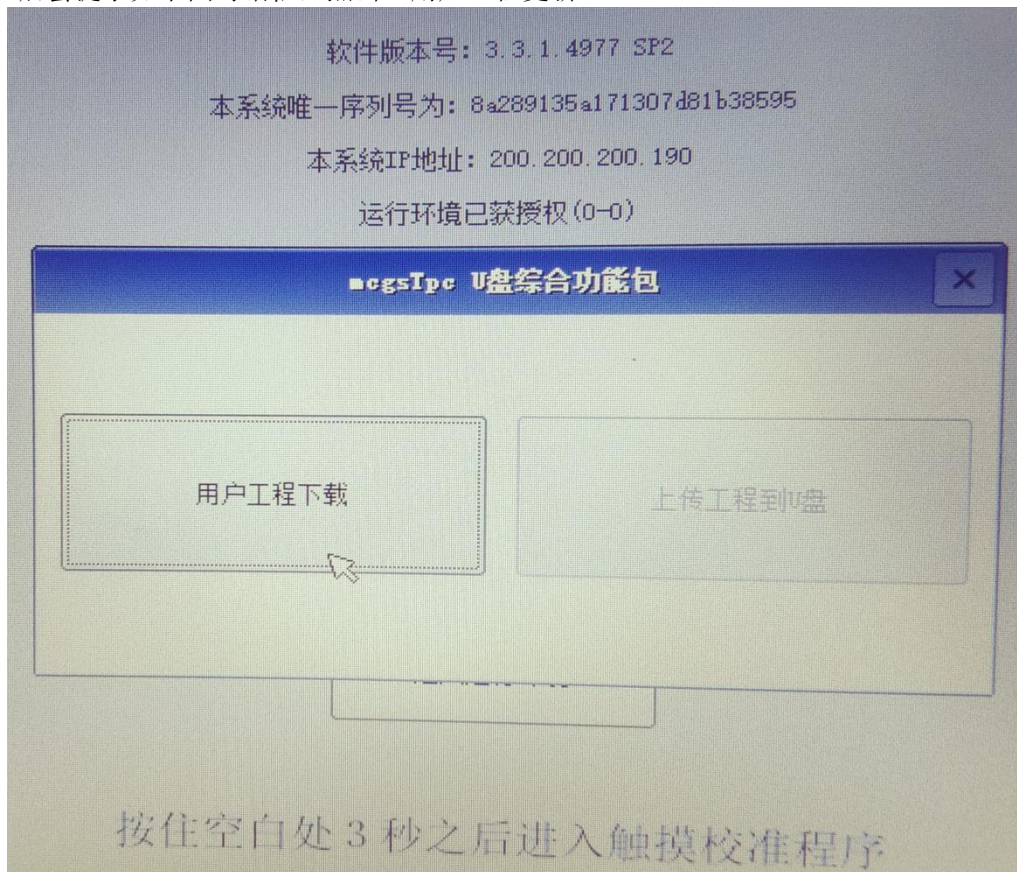 软件版本号: 3.3.1.4977 SP2
本系统唯一序列号为: 8a289135a171307d81b38595
本系统IP地址: 200.200.200.190
运行环境已获授权(0-0)
mcgsTpc U盘综合功能包
用户工程下载
上传工程到U盘
按住空白处3秒之后进入触摸校准程序